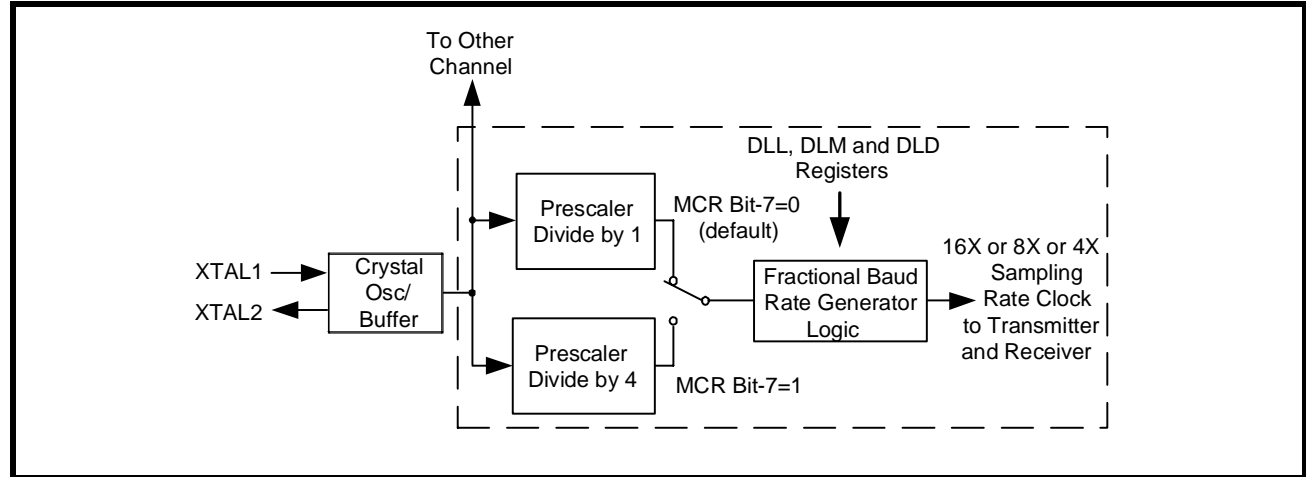 To Other
Channel
DLL, DLM and DLD
Registers
Prescaler
Divide by 1
MCR Bit-7=0
(default)
16X or 8X or 4X
Sampling
Rate Clock
to Transmitter
and Receiver
XTAL1
XTAL2
Crystal
Osc/
Buffer
Fractional Baud
Rate Generator
Logic
Prescaler
Divide by 4
MCR Bit-7=1